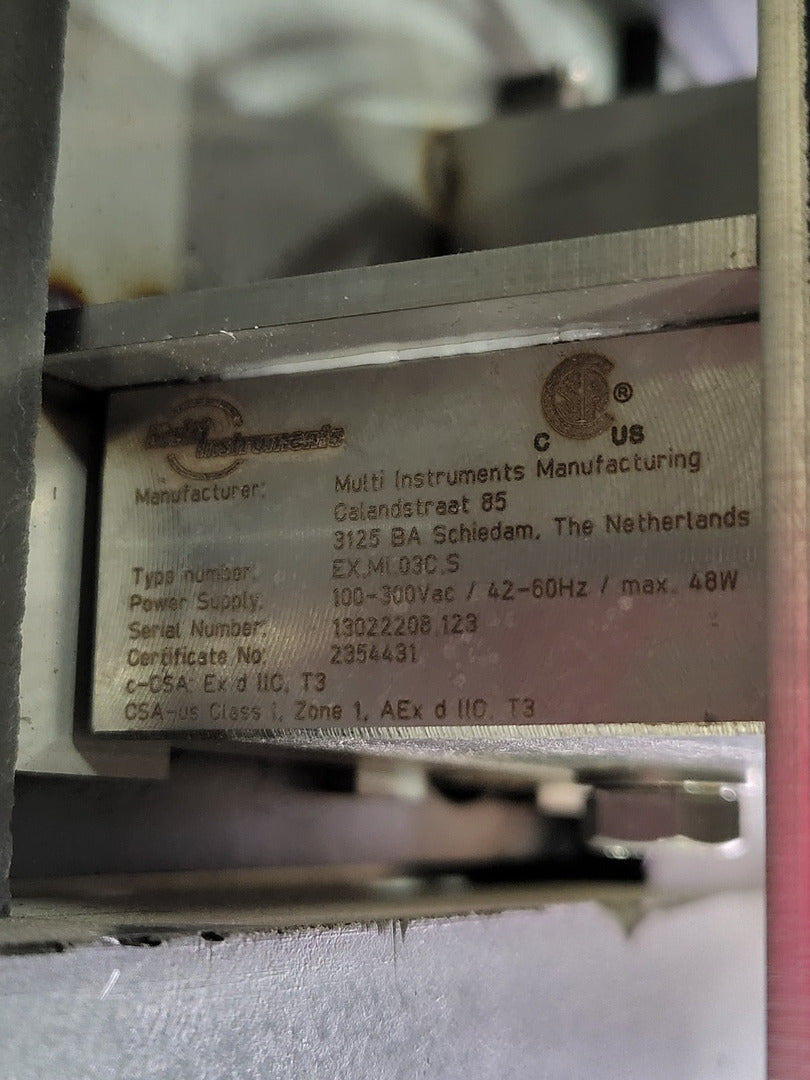 Multi Instruments
®
C US
Manufacturer: Multi Instruments Manufacturing
Calandstraat 85
3125 BA Schiedam, The Netherlands
Type number: EX.MI.03C.S
Power Supply: 100-300Vac / 42-60Hz / max. 48W
Serial Number: 13022208.123
Certificate No: 2354431
c-CSA: Ex d IIC, T3
CSA-us Class I, Zone 1, AEx d IIC, T3